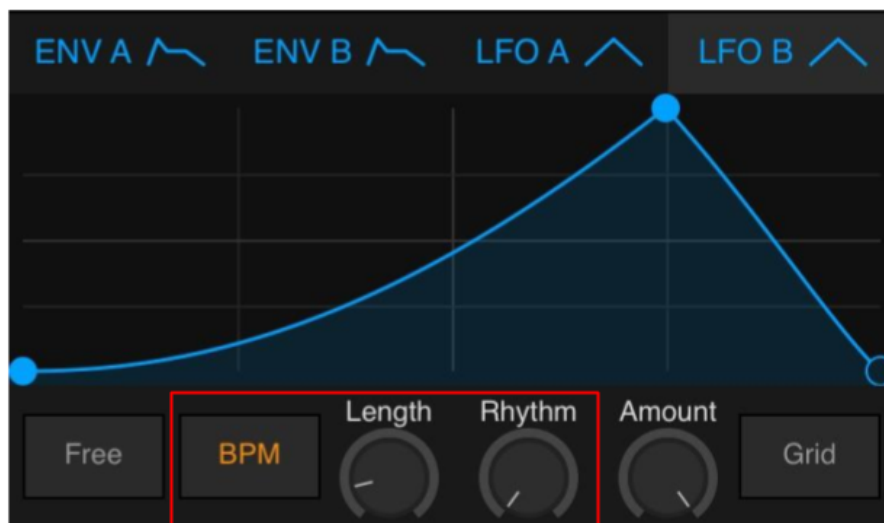 ENV A ENV B LFO A LFO B
Length Rhythm Amount
Free BPM Grid